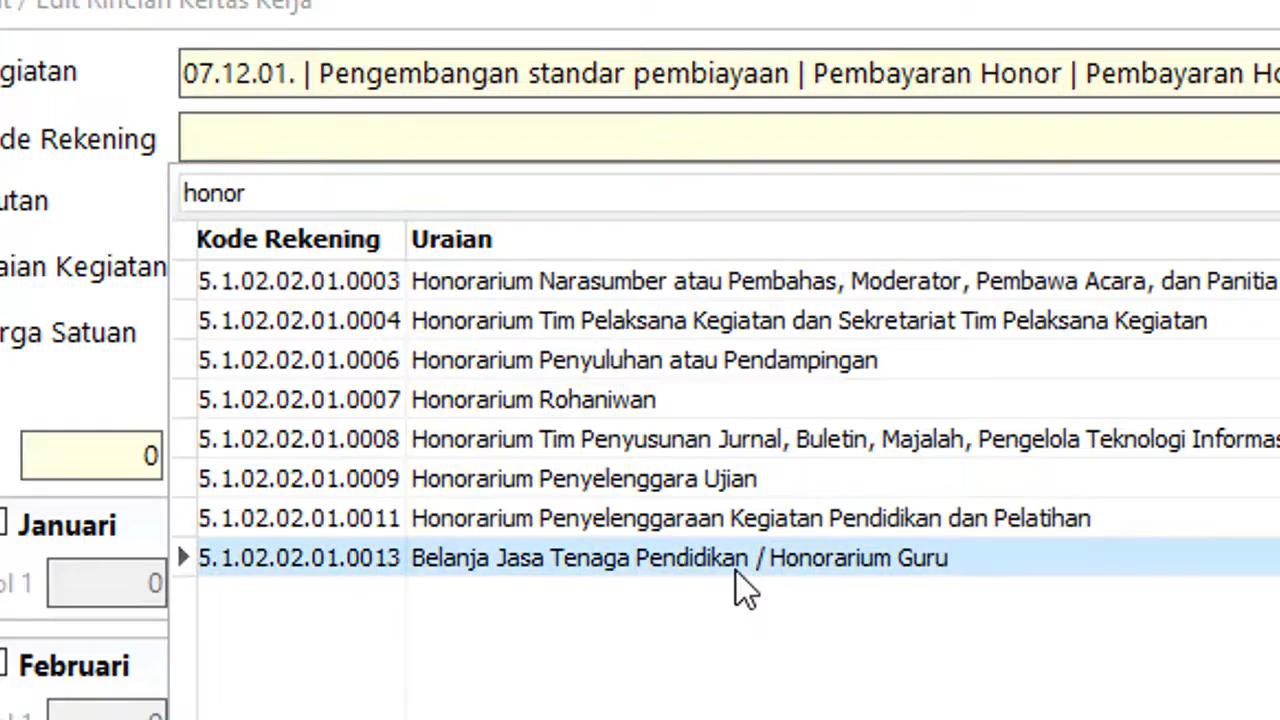 / Edit Rincian Kertas Kerja
giatan
07.12.01. | Pengembangan standar pembiayaan | Pembayaran Honor | Pembayaran Ho
de Rekening
utan
honor
Kode Rekening Uraian
aian Kegiatan
5.1.02.02.01.0003 Honorarium Narasumber atau Pembahas, Moderator, Pembawa Acara, dan Panitia
rga Satuan
5.1.02.02.01.0004 Honorarium Tim Pelaksana Kegiatan dan Sekretariat Tim Pelaksana Kegiatan
5.1.02.02.01.0006 Honorarium Penyuluhan atau Pendampingan
5.1.02.02.01.0007 Honorarium Rohaniwan
0
5.1.02.02.01.0008 Honorarium Tim Penyusunan Jurnal, Buletin, Majalah, Pengelola Teknologi Informas
5.1.02.02.01.0009 Honorarium Penyelenggara Ujian
Januari
5.1.02.02.01.0011 Honorarium Penyelenggaraan Kegiatan Pendidikan dan Pelatihan
5.1.02.02.01.0013 Belanja Jasa Tenaga Pendidikan / Honorarium Guru
ol 1 0
Februari